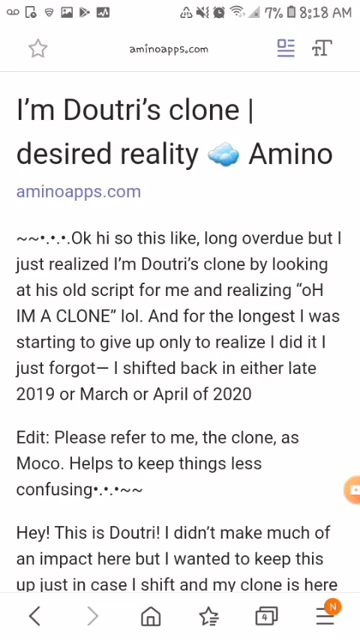 7% 8:18 AM
aminoapps.com
TT
I'm Doutri's clone |
desired reality Amino
aminoapps.com
~~•.•.•.Ok hi so this like, long overdue but I
just realized I'm Doutri's clone by looking
at his old script for me and realizing “oH
IM A CLONE” lol. And for the longest I was
starting to give up only to realize I did it I
just forgot— I shifted back in either late
2019 or March or April of 2020
Edit: Please refer to me, the clone, as
Moco. Helps to keep things less
confusing•.•.•~~
Hey! This is Doutri! I didn't make much of
an impact here but I wanted to keep this
up just in case I shift and my clone is here
4
N